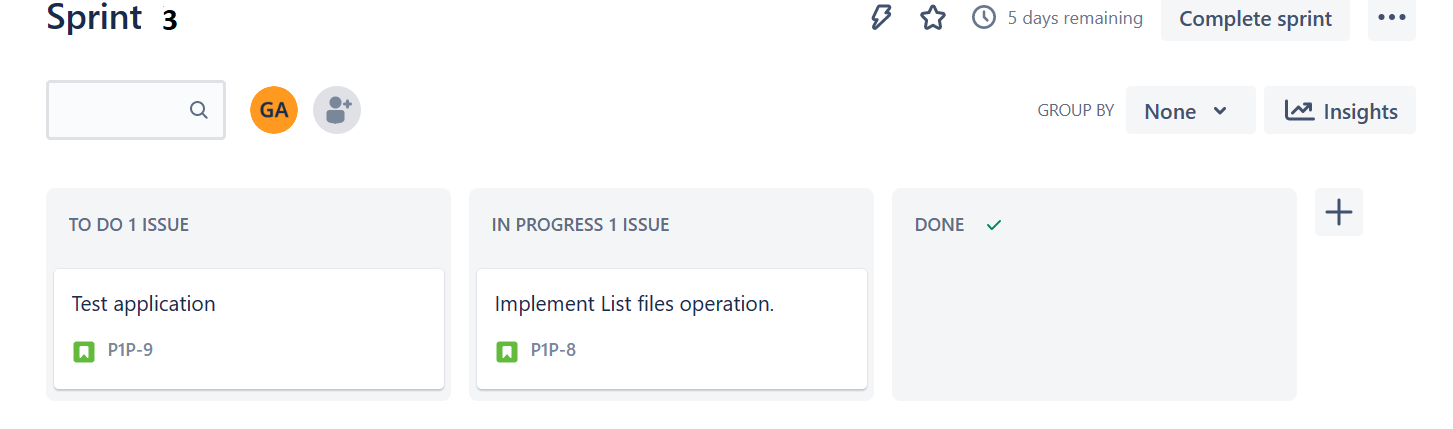 Sprint 3
5 days remaining
Complete sprint
GA
GROUP BY
None
Insights
TO DO 1 ISSUE
Test application
P1P-9
IN PROGRESS 1 ISSUE
Implement List files operation.
P1P-8
DONE